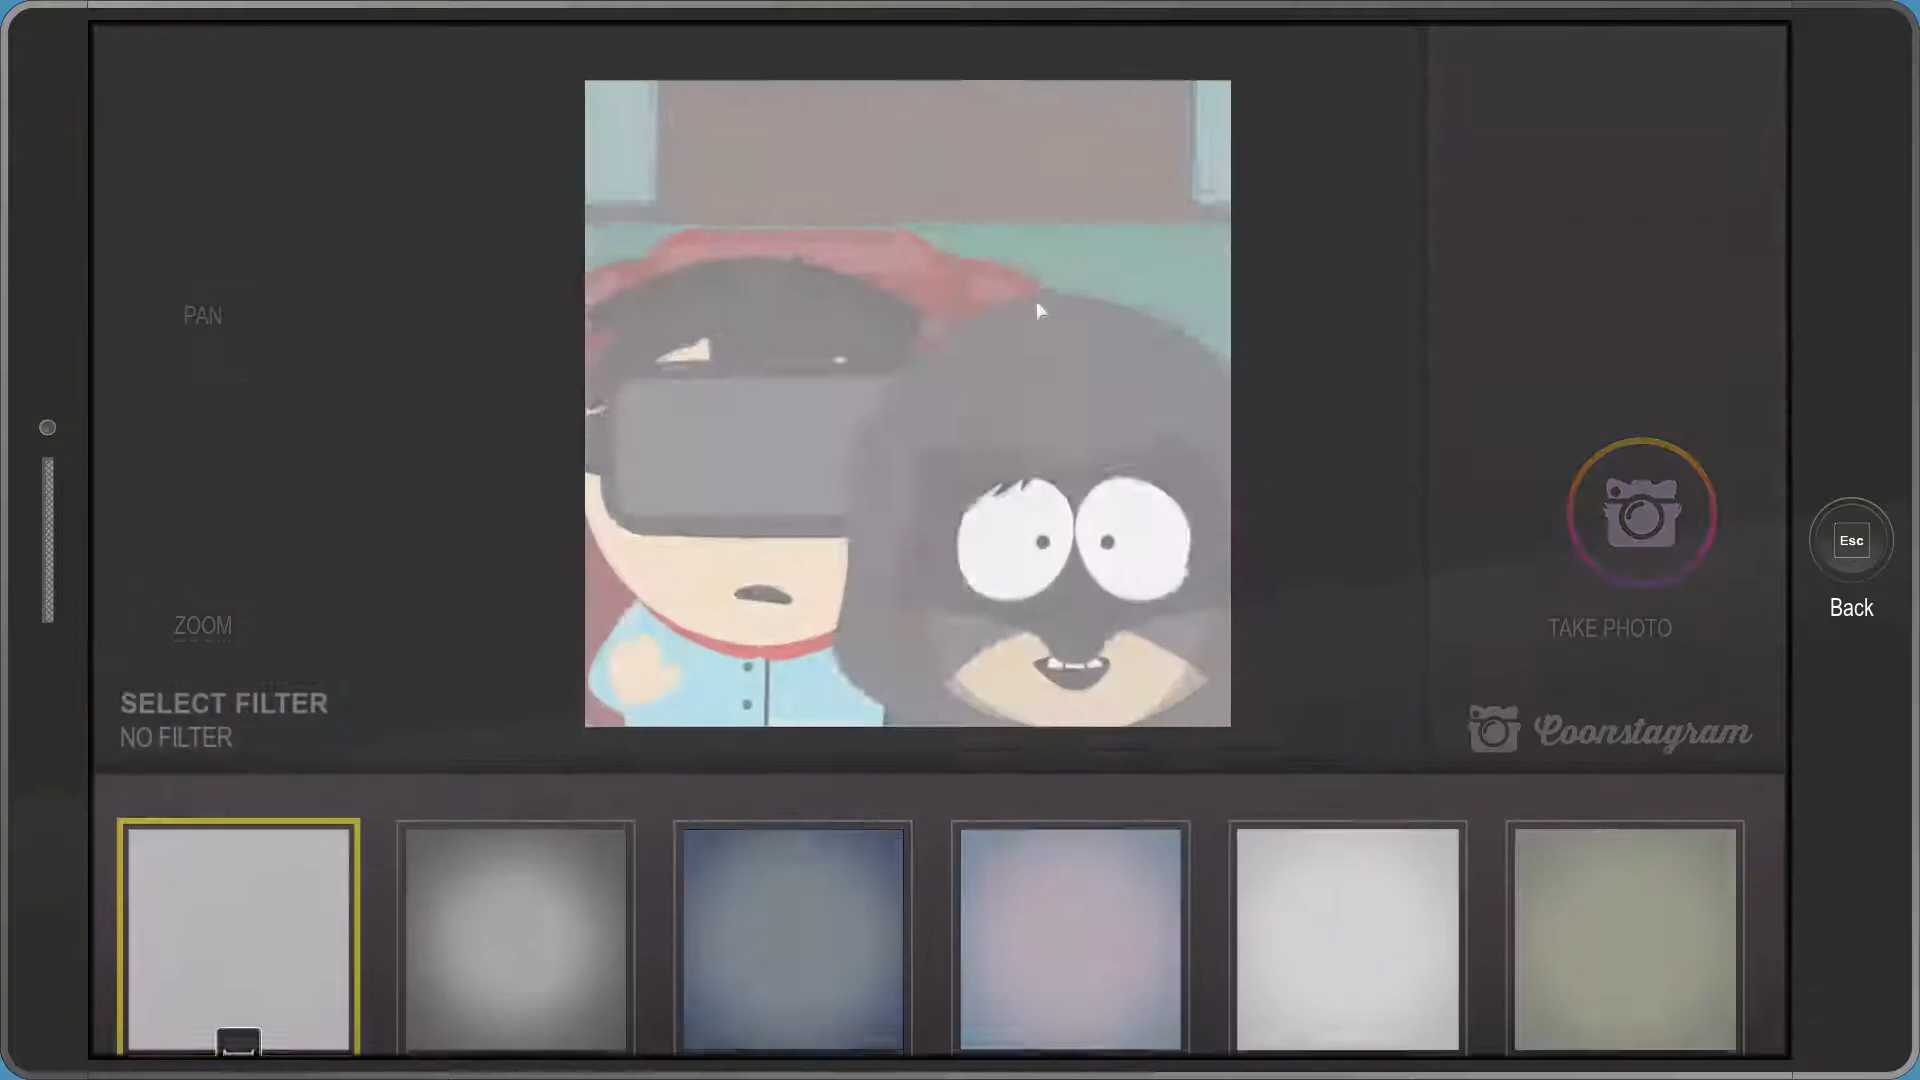 PAN
ZOOM
SELECT FILTER
NO FILTER
TAKE PHOTO
Coonstagram
Esc
Back